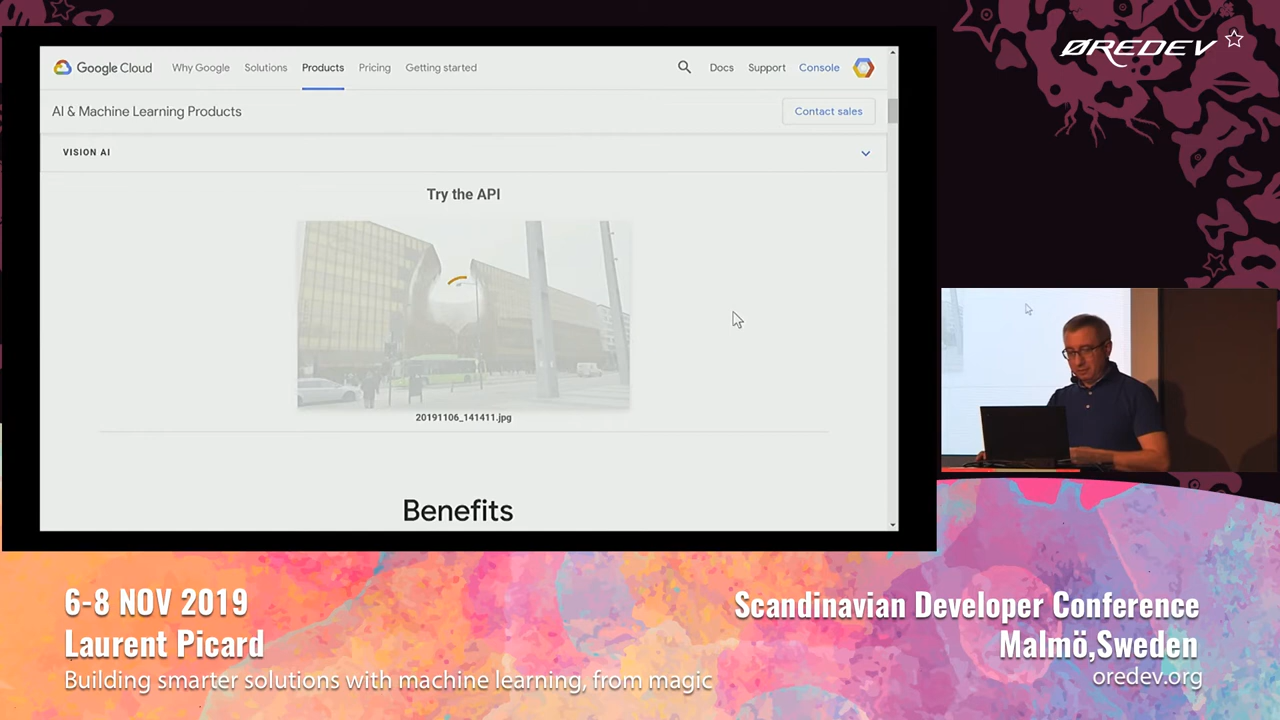 ØREDEV
Google Cloud
Why Google
Solutions
Products
Pricing
Getting started
Docs
Support
Console
AI & Machine Learning Products
Contact sales
VISION AI
Try the API
20191106_141411.jpg
Benefits
6-8 NOV 2019
Laurent Picard
Building smarter solutions with machine learning, from magic
Scandinavian Developer Conference
Malmö,Sweden
oredev.org